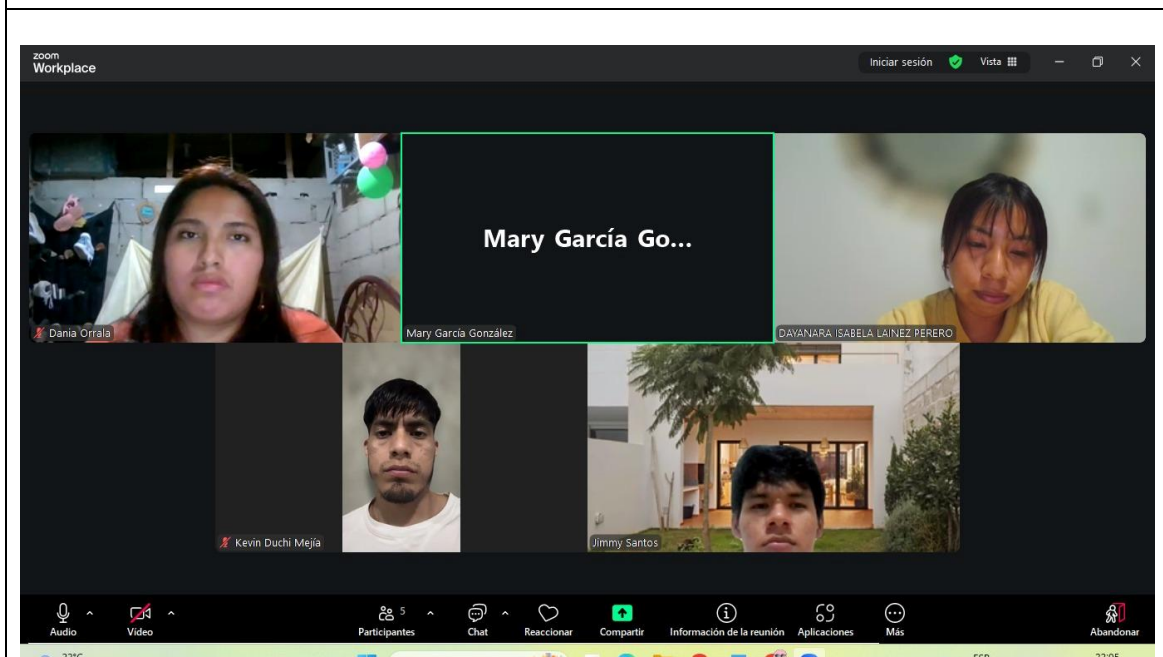 zoom
Workplace
Iniciar sesión
Vista
Mary García Go...
Dania Orrala
Mary García González
DAYANARA ISABELA LAINEZ PERERO
Kevin Duchi Mejía
Jimmy Santos
5
Audio
Video
Participantes
Chat
Reaccionar
Compartir
Información de la reunión
Aplicaciones
Más
Abandonar